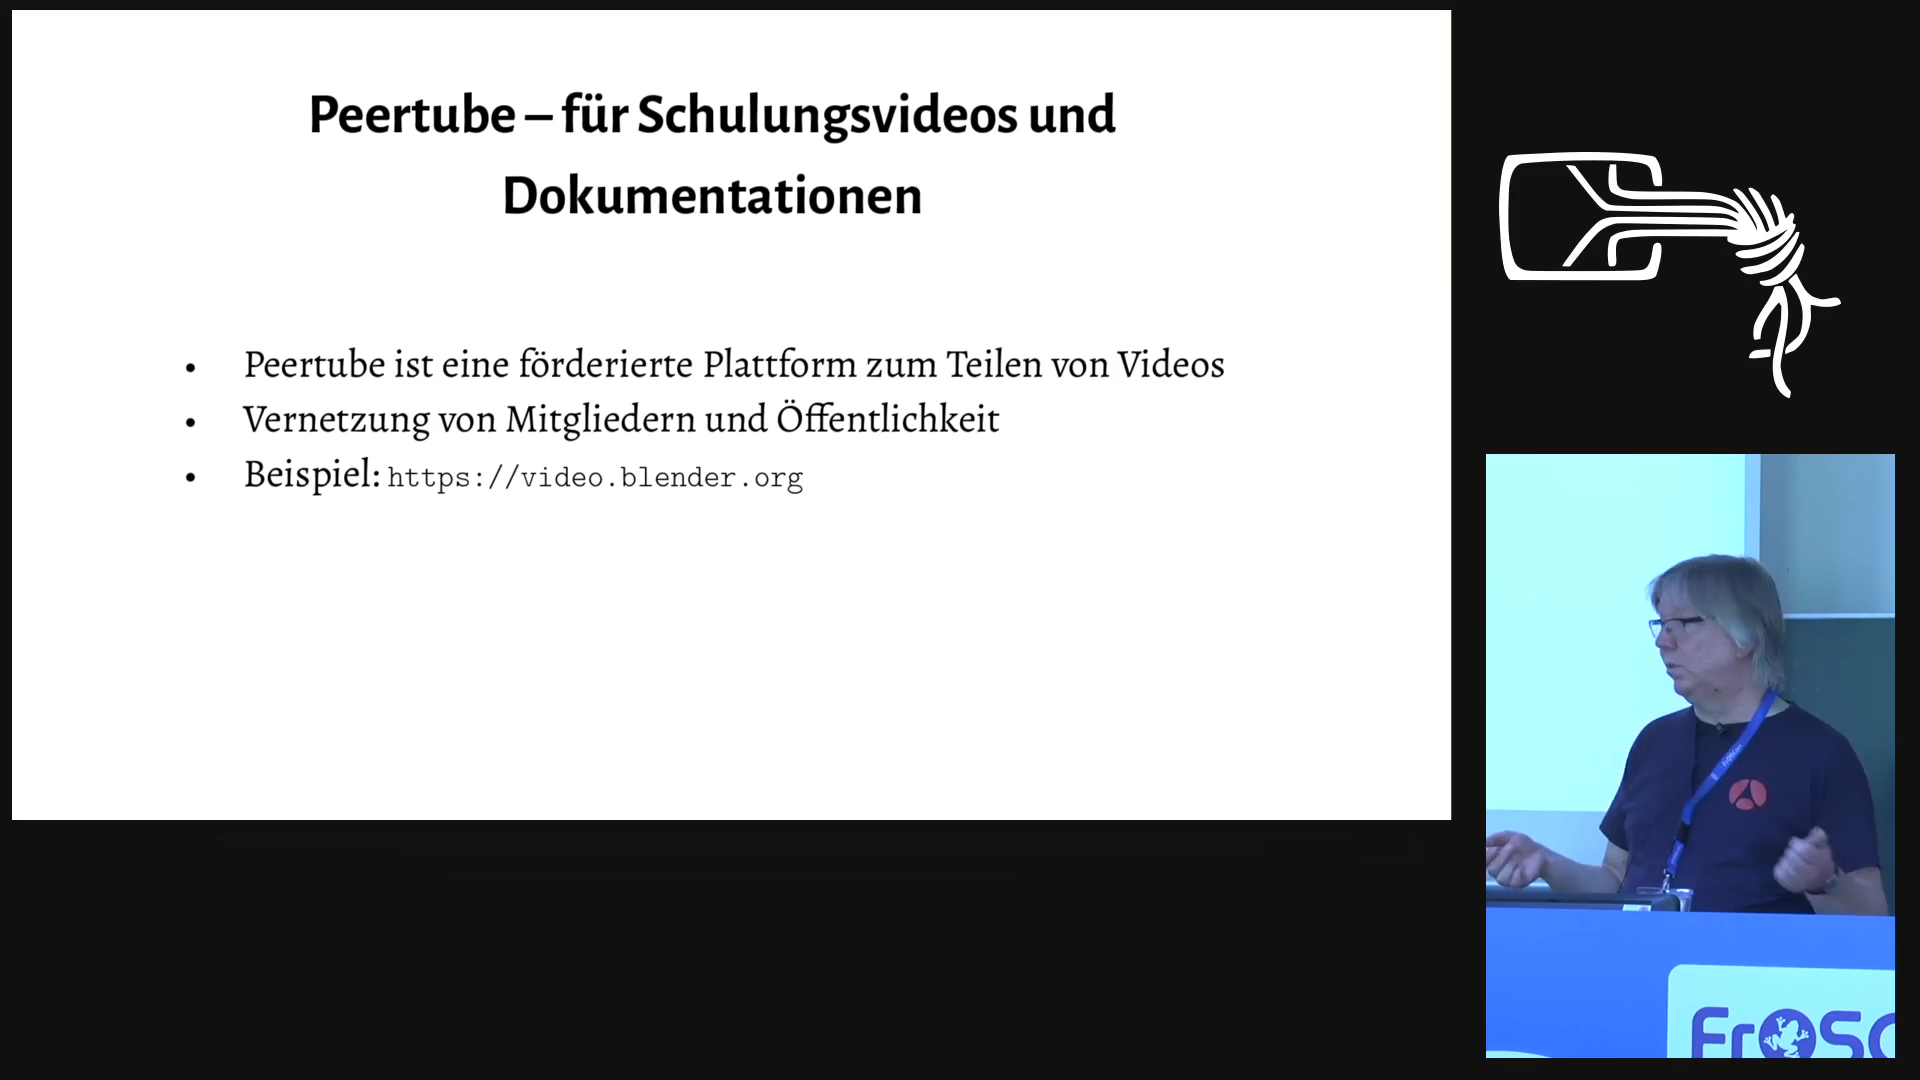 Peertube – für Schulungsvideos und
Dokumentationen
• Peertube ist eine förderierte Plattform zum Teilen von Videos
• Vernetzung von Mitgliedern und Öffentlichkeit
• Beispiel: https://video.blender.org
FrOSC